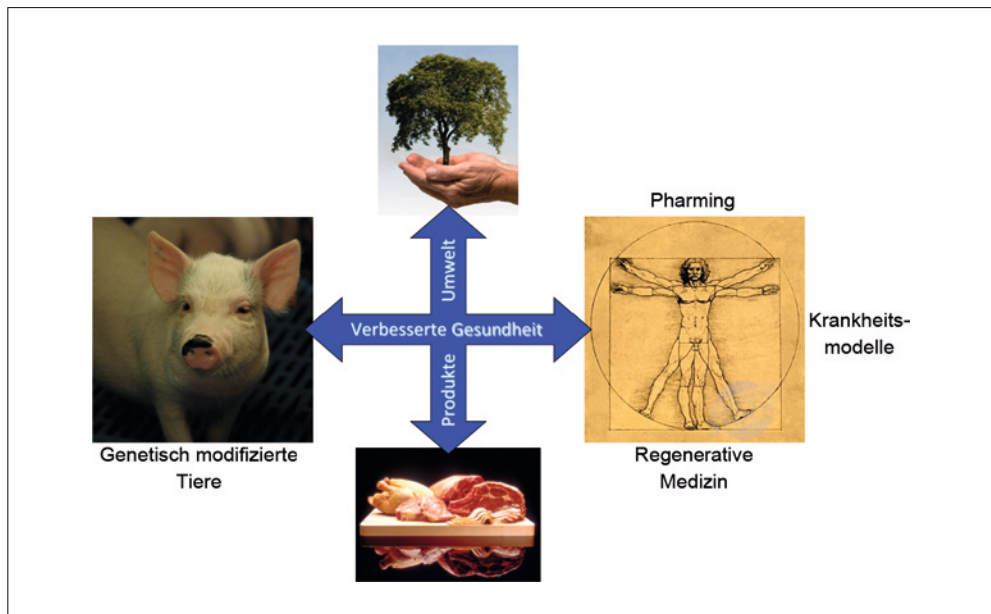 Pharming
Umwelt
Verbesserte Gesundheit
Krankheits-
modelle
Produkte
Genetisch modifizierte
Tiere
Regenerative
Medizin